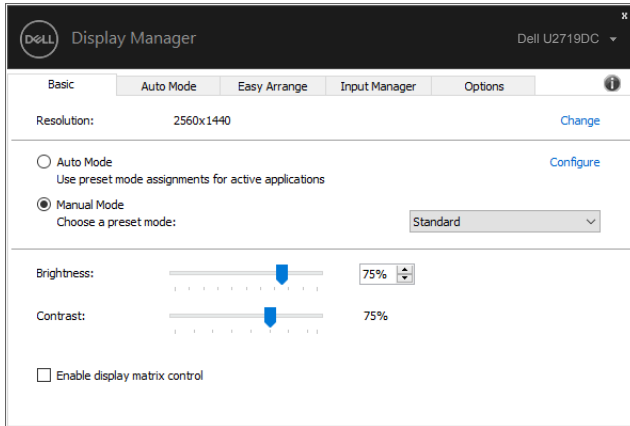 x
DELL Display Manager Dell U2719DC
Basic Auto Mode Easy Arrange Input Manager Options i
Resolution: 2560x1440 Change
Auto Mode Configure
Use preset mode assignments for active applications
Manual Mode
Choose a preset mode: Standard
Brightness: 75%
Contrast: 75%
Enable display matrix control